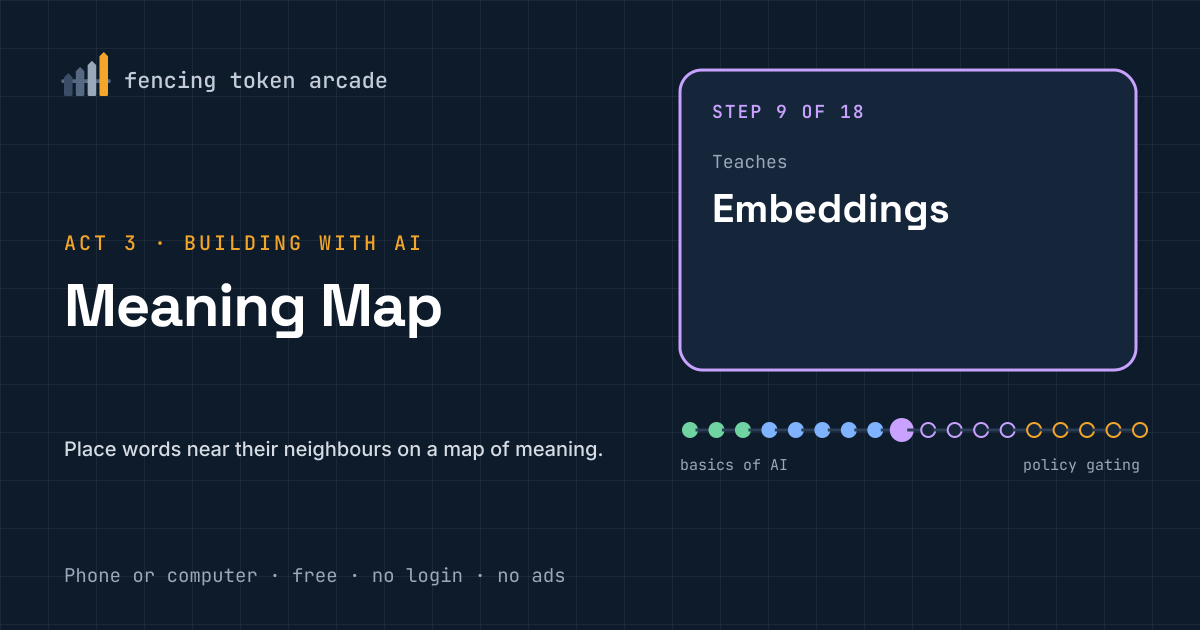 fencing token arcade
ACT 3 · BUILDING WITH AI
Meaning Map
Place words near their neighbours on a map of meaning.
Phone or computer · free · no login · no ads
STEP 9 OF 18
Teaches
Embeddings
basics of AI
policy gating